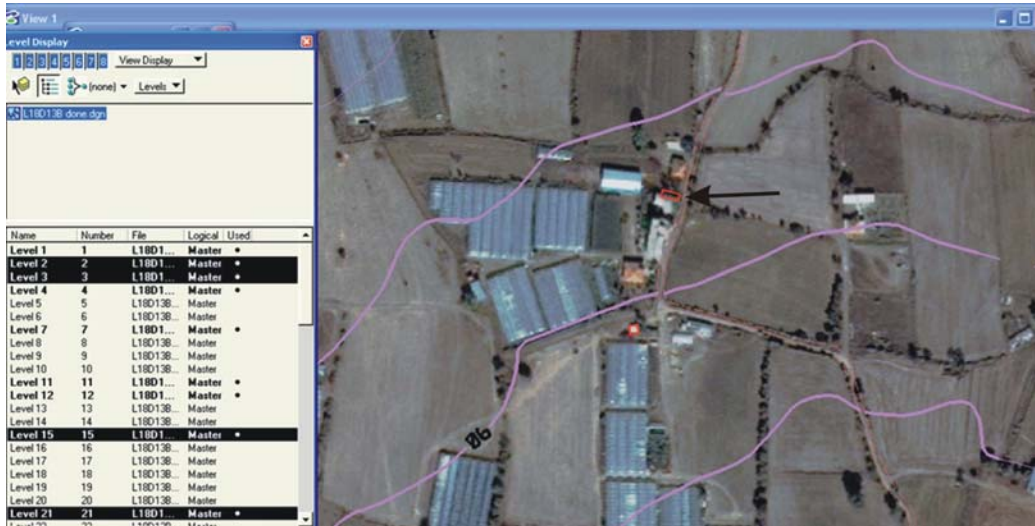 View 1
Level Display
1 2 3 4 5 6 7 8 View Display
(none) Levels
L18D13B done.dgn
Name Number File Logical Used
Level 1 L18D1... Master •
Level 2 2 L18D1... Master •
Level 3 3 L18D1... Master •
Level 4 4 L18D1... Master •
Level 5 5 L18D13B... Master
Level 6 6 L18D13B... Master
Level 7 7 L18D1... Master •
Level 8 8 L18D13B... Master
Level 9 9 L18D13B... Master
Level 10 10 L18D13B... Master
Level 11 11 L18D1... Master •
Level 12 12 L18D1... Master •
Level 13 13 L18D13B... Master
Level 14 14 L18D13B... Master
Level 15 15 L18D1... Master •
Level 16 16 L18D13B... Master
Level 17 17 L18D13B... Master
Level 18 18 L18D13B... Master
Level 19 19 L18D13B... Master
Level 20 20 L18D13B... Master
Level 21 21 L18D1... Master •
90